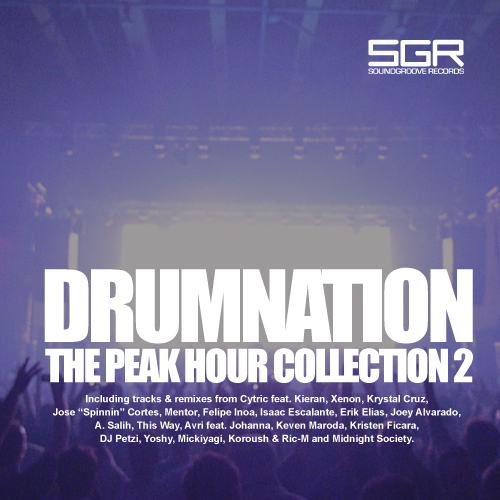 SGR
SOUNDGROOVE RECORDS
DRUMNATION
THE PEAK HOUR COLLECTION 2
Including tracks & remixes from Cytric feat. Kieran, Xenon, Krystal Cruz,
Jose “Spinnin” Cortes, Mentor, Felipe Inoa, Isaac Escalante, Erik Elias, Joey Alvarado,
A. Salih, This Way, Avri feat. Johanna, Keven Maroda, Kristen Ficara,
DJ Petzi, Yoshy, Mickiyagi, Koroush & Ric-M and Midnight Society.